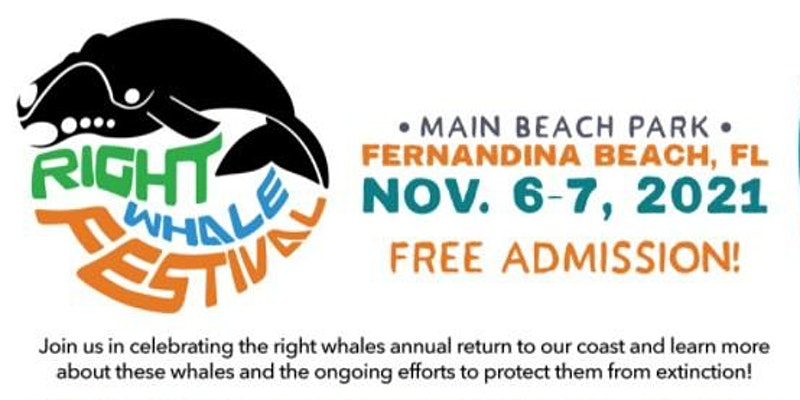 RIGHT
WHALE
FESTIVAL
• MAIN BEACH PARK •
FERNANDINA BEACH, FL
NOV. 6-7, 2021
FREE ADMISSION!
Join us in celebrating the right whales annual return to our coast and learn more
about these whales and the ongoing efforts to protect them from extinction!